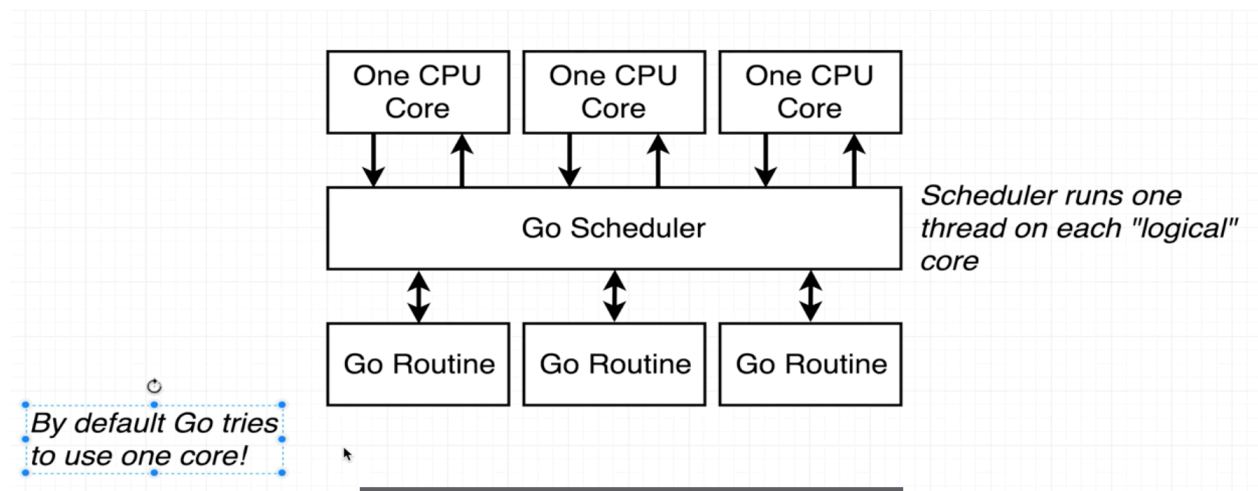 One CPU
Core
One CPU
Core
One CPU
Core
Go Scheduler
Scheduler runs one
thread on each "logical"
core
Go Routine
Go Routine
Go Routine
By default Go tries
to use one core!